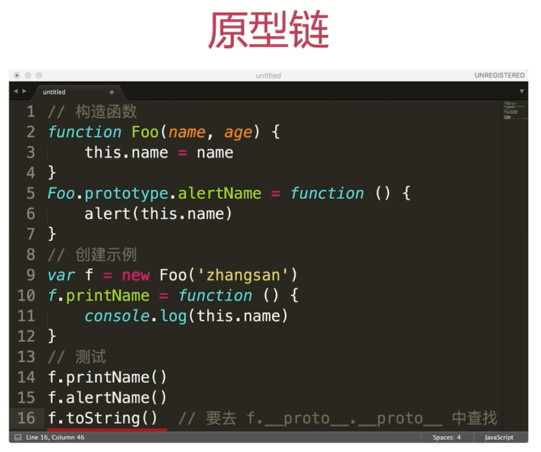 原型链
untitled
UNREGISTERED
untitled
1 // 构造函数
2 function Foo(name, age) {
3     this.name = name
4 }
5 Foo.prototype.alertName = function () {
6     alert(this.name)
7 }
8 // 创建示例
9 var f = new Foo('zhangsan')
10 f.printName = function () {
11     console.log(this.name)
12 }
13 // 测试
14 f.printName()
15 f.alertName()
16 f.toString()  // 要去 f.__proto__.__proto__ 中查找
Line 16, Column 46
Spaces: 4
JavaScript